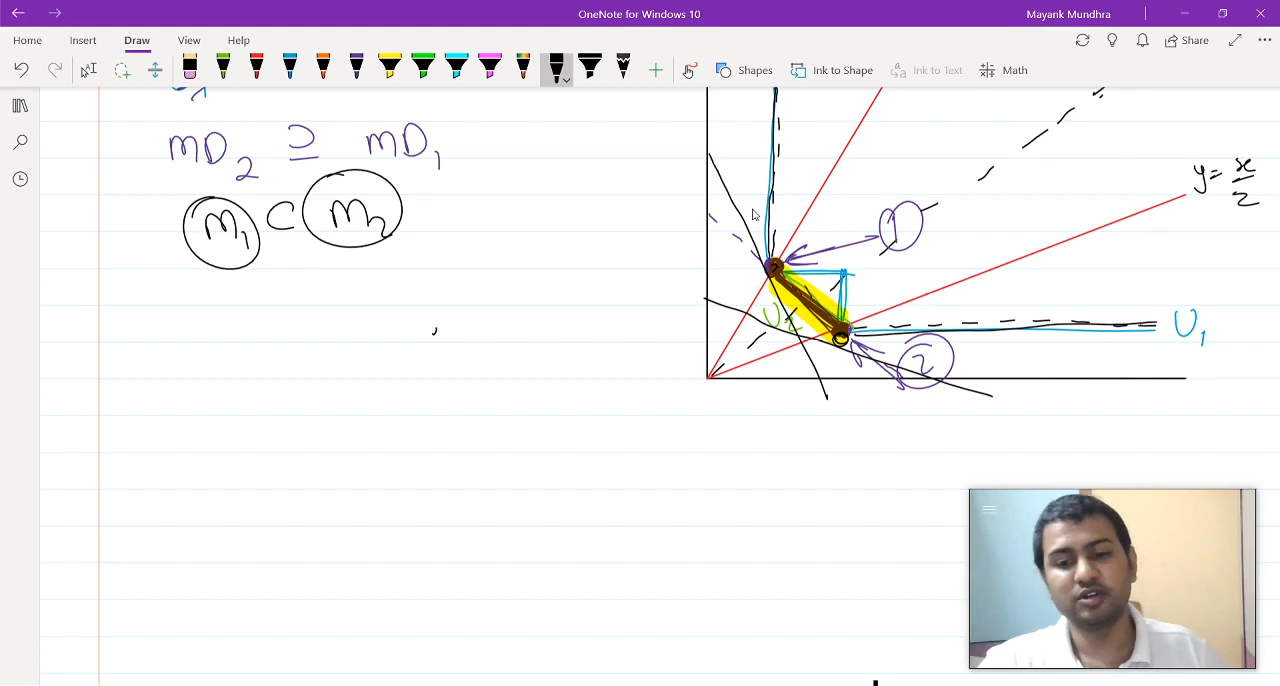 OneNote for Windows 10
Mayank Mundhra
Home Insert Draw View Help
Share
Shapes Ink to Shape Ink to Text Math
mD2 ⊇ mD1
m1 ⊂ m2
y = x/2
1
U2
U1
2